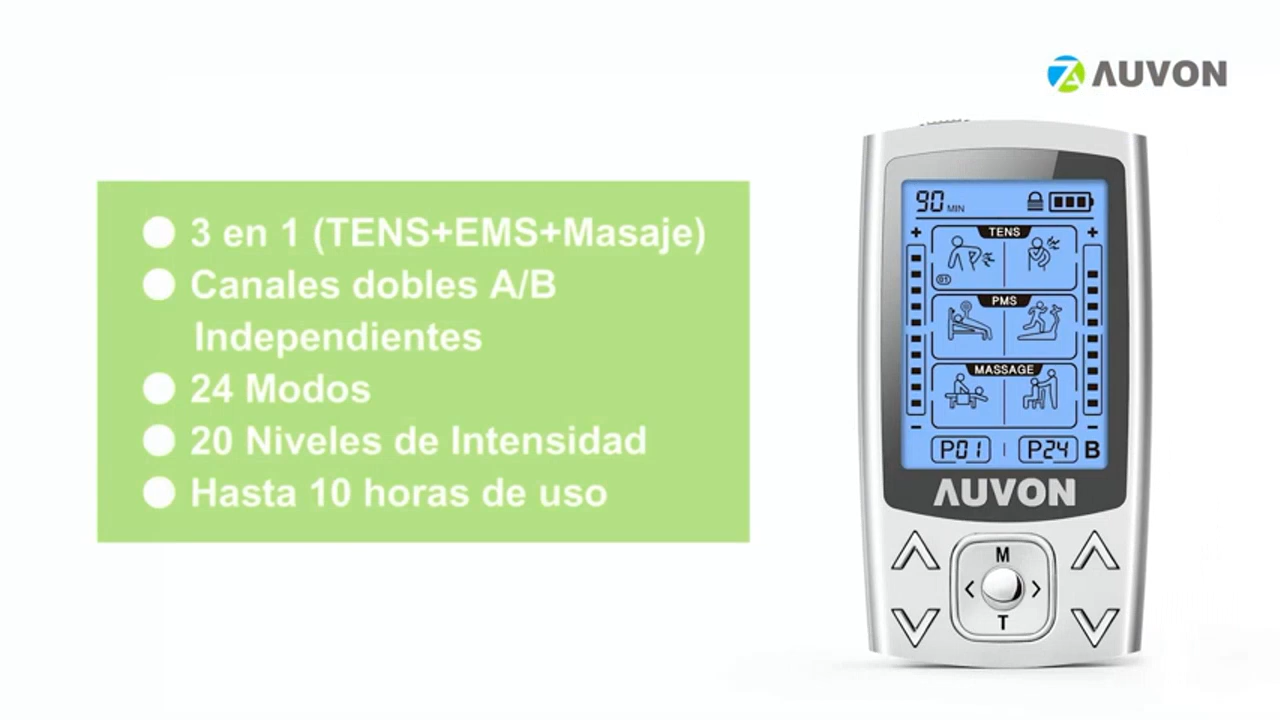 AUVON
3 en 1 (TENS+EMS+Masaje)
Canales dobles A/B
Independientes
24 Modos
20 Niveles de Intensidad
Hasta 10 horas de uso
90 MIN
+ TENS +
01
PMS
MASSAGE
- -
P01 P24 B
AUVON
M
< >
T